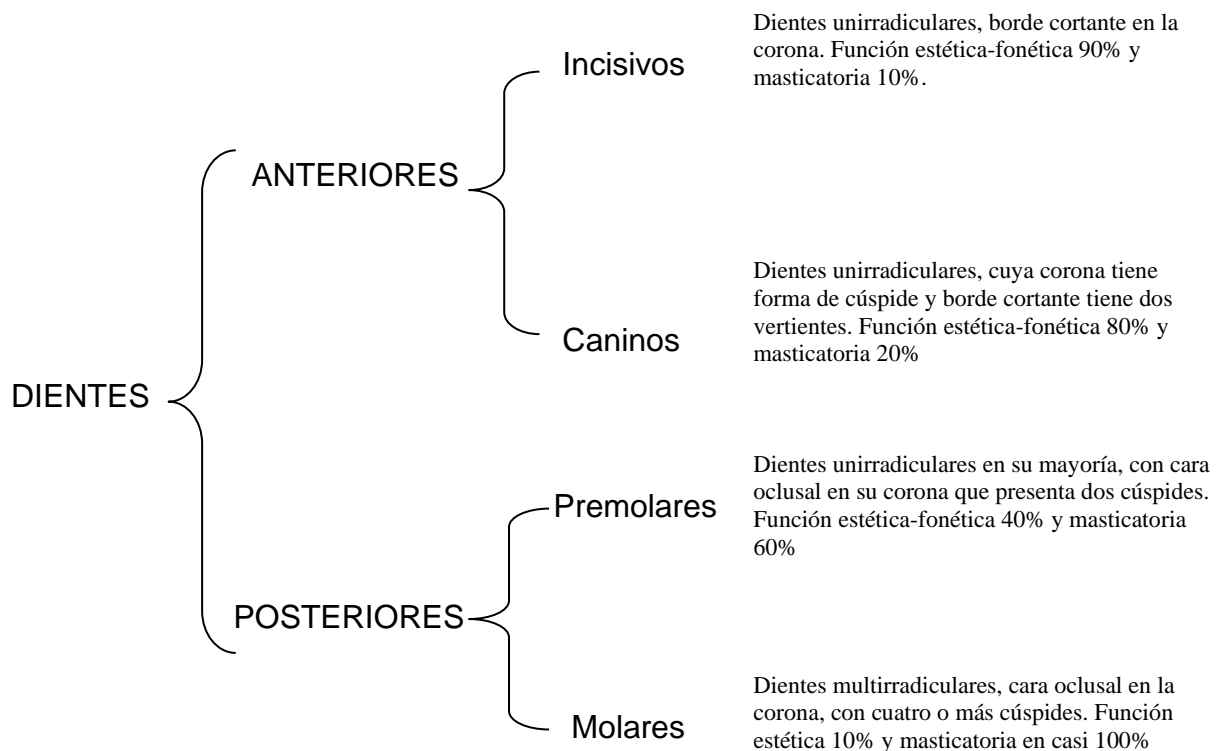 DIENTES
ANTERIORES
Incisivos
Dientes unirradiculares, borde cortante en la
corona. Función estética-fonética 90% y
masticatoria 10%.
Caninos
Dientes unirradiculares, cuya corona tiene
forma de cúspide y borde cortante tiene dos
vertientes. Función estética-fonética 80% y
masticatoria 20%
POSTERIORES
Premolares
Dientes unirradiculares en su mayoría, con cara
oclusal en su corona que presenta dos cúspides.
Función estética-fonética 40% y masticatoria
60%
Molares
Dientes multirradiculares, cara oclusal en la
corona, con cuatro o más cúspides. Función
estética 10% y masticatoria en casi 100%